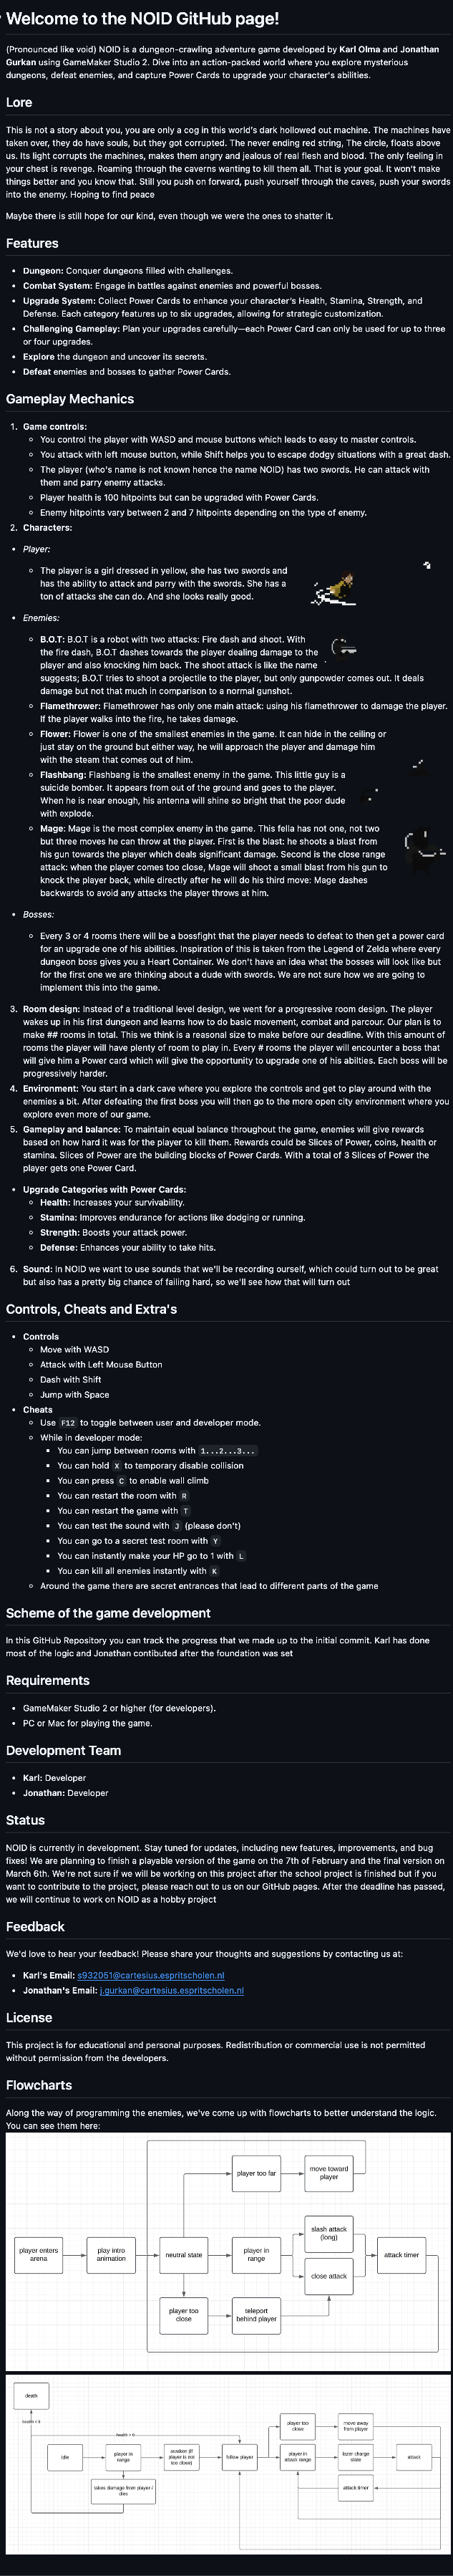 Welcome to the NOID GitHub page!
(Pronounced like void) NOID is a dungeon-crawling adventure game developed by Karl Olma and Jonathan
Gurkan using GameMaker Studio 2. Dive into an action-packed world where you explore mysterious
dungeons, defeat enemies, and capture Power Cards to upgrade your character's abilities.
Lore
This is not a story about you, you are only a cog in this world's dark hollowed out machine. The machines have
taken over, they do have souls, but they got corrupted. The never ending red string, The circle, floats above
us. Its light corrupts the machines, makes them angry and jealous of real flesh and blood. The only feeling in
your chest is revenge. Roaming through the caverns wanting to kill them all. That is your goal. It won't make
things better and you know that. Still you push on forward, push yourself through the caves, push your swords
into the enemy. Hoping to find peace
Maybe there is still hope for our kind, even though we were the ones to shatter it.
Features
• Dungeon: Conquer dungeons filled with challenges.
• Combat System: Engage in battles against enemies and powerful bosses.
• Upgrade System: Collect Power Cards to enhance your character's Health, Stamina, Strength, and
Defense. Each category features up to six upgrades, allowing for strategic customization.
• Challenging Gameplay: Plan your upgrades carefully—each Power Card can only be used for up to three
or four upgrades.
• Explore the dungeon and uncover its secrets.
• Defeat enemies and bosses to gather Power Cards.
Gameplay Mechanics
1. Game controls:
○ You control the player with WASD and mouse buttons which leads to easy to master controls.
○ You attack with left mouse button, while Shift helps you to escape dodgy situations with a great dash.
○ The player (who's name is not known hence the name NOID) has two swords. He can attack with
them and parry enemy attacks.
○ Player health is 100 hitpoints but can be upgraded with Power Cards.
○ Enemy hitpoints vary between 2 and 7 hitpoints depending on the type of enemy.
2. Characters:
• Player:
○ The player is a girl dressed in yellow, she has two swords and
has the ability to attack and parry with the swords. She has a
ton of attacks she can do. And she looks really good.
• Enemies:
○ B.O.T: B.O.T is a robot with two attacks: Fire dash and shoot. With
the fire dash, B.O.T dashes towards the player dealing damage to the
player and also knocking him back. The shoot attack is like the name
suggests; B.O.T tries to shoot a projectile to the player, but only gunpowder comes out. It deals
damage but not that much in comparison to a normal gunshot.
○ Flamethrower: Flamethrower has only one main attack: using his flamethrower to damage the player.
If the player walks into the fire, he takes damage.
○ Flower: Flower is one of the smallest enemies in the game. It can hide in the ceiling or
just stay on the ground but either way, he will approach the player and damage him
with the steam that comes out of him.
○ Flashbang: Flashbang is the smallest enemy in the game. This little guy is a
suicide bomber. It appears from out of the ground and goes to the player.
When he is near enough, his antenna will shine so bright that the poor dude
with explode.
○ Mage: Mage is the most complex enemy in the game. This fella has not one, not two
but three moves he can throw at the player. First is the blast: he shoots a blast from
his gun towards the player which deals significant damage. Second is the close range
attack: when the player comes too close, Mage will shoot a small blast from his gun to
knock the player back, while directly after he will do his third move: Mage dashes
backwards to avoid any attacks the player throws at him.
• Bosses:
○ Every 3 or 4 rooms there will be a bossfight that the player needs to defeat to then get a power card
for an upgrade one of his abilities. Inspiration of this is taken from the Legend of Zelda where every
dungeon boss gives you a Heart Container. We don't have an idea what the bosses will look like but
for the first one we are thinking about a dude with swords. We are not sure how we are going to
implement this into the game.
3. Room design: Instead of a traditional level design, we went for a progressive room design. The player
wakes up in his first dungeon and learns how to do basic movement, combat and parcour. Our plan is to
make ## rooms in total. This we think is a reasonal size to make before our deadline. With this amount of
rooms the player will have plenty of room to play in. Every # rooms the player will encounter a boss that
will give him a Power card which will give the opportunity to upgrade one of his abilties. Each boss will be
progressively harder.
4. Environment: You start in a dark cave where you explore the controls and get to play around with the
enemies a bit. After defeating the first boss you will then go to the more open city environment where you
explore even more of our game.
5. Gameplay and balance: To maintain equal balance throughout the game, enemies will give rewards
based on how hard it was for the player to kill them. Rewards could be Slices of Power, coins, health or
stamina. Slices of Power are the building blocks of Power Cards. With a total of 3 Slices of Power the
player gets one Power Card.
• Upgrade Categories with Power Cards:
○ Health: Increases your survivability.
○ Stamina: Improves endurance for actions like dodging or running.
○ Strength: Boosts your attack power.
○ Defense: Enhances your ability to take hits.
6. Sound: In NOID we want to use sounds that we'll be recording ourself, which could turn out to be great
but also has a pretty big chance of failing hard, so we'll see how that will turn out
Controls, Cheats and Extra's
• Controls
○ Move with WASD
○ Attack with Left Mouse Button
○ Dash with Shift
○ Jump with Space
• Cheats
○ Use F12 to toggle between user and developer mode.
○ While in developer mode:
▪ You can jump between rooms with 1...2...3...
▪ You can hold X to temporary disable collision
▪ You can press C to enable wall climb
▪ You can restart the room with R
▪ You can restart the game with T
▪ You can test the sound with J (please don't)
▪ You can go to a secret test room with Y
▪ You can instantly make your HP go to 1 with L
▪ You can kill all enemies instantly with K
○ Around the game there are secret entrances that lead to different parts of the game
Scheme of the game development
In this GitHub Repository you can track the progress that we made up to the initial commit. Karl has done
most of the logic and Jonathan contibuted after the foundation was set
Requirements
• GameMaker Studio 2 or higher (for developers).
• PC or Mac for playing the game.
Development Team
• Karl: Developer
• Jonathan: Developer
Status
NOID is currently in development. Stay tuned for updates, including new features, improvements, and bug
fixes! We are planning to finish a playable version of the game on the 7th of February and the final version on
March 6th. We're not sure if we will be working on this project after the school project is finished but if you
want to contribute to the project, please reach out to us on our GitHub pages. After the deadline has passed,
we will continue to work on NOID as a hobby project
Feedback
We'd love to hear your feedback! Please share your thoughts and suggestions by contacting us at:
• Karl's Email: s932051@cartesius.espritscholen.nl
• Jonathan's Email: j.gurkan@cartesius.espritscholen.nl
License
This project is for educational and personal purposes. Redistribution or commercial use is not permitted
without permission from the developers.
Flowcharts
Along the way of programming the enemies, we've come up with flowcharts to better understand the logic.
You can see them here:
player too far
move toward
player
player enters
arena
play intro
animation
neutral state
player in
range
slash attack
(long)
close attack
attack timer
player too
close
teleport
behind player
death
health = 0
health > 0
idle
player in
range
awaken (if
player is not
too close)
follow player
player too
close
move away
from player
player in
attack range
lazer charge
state
attack
takes damage from player /
dies
attack timer